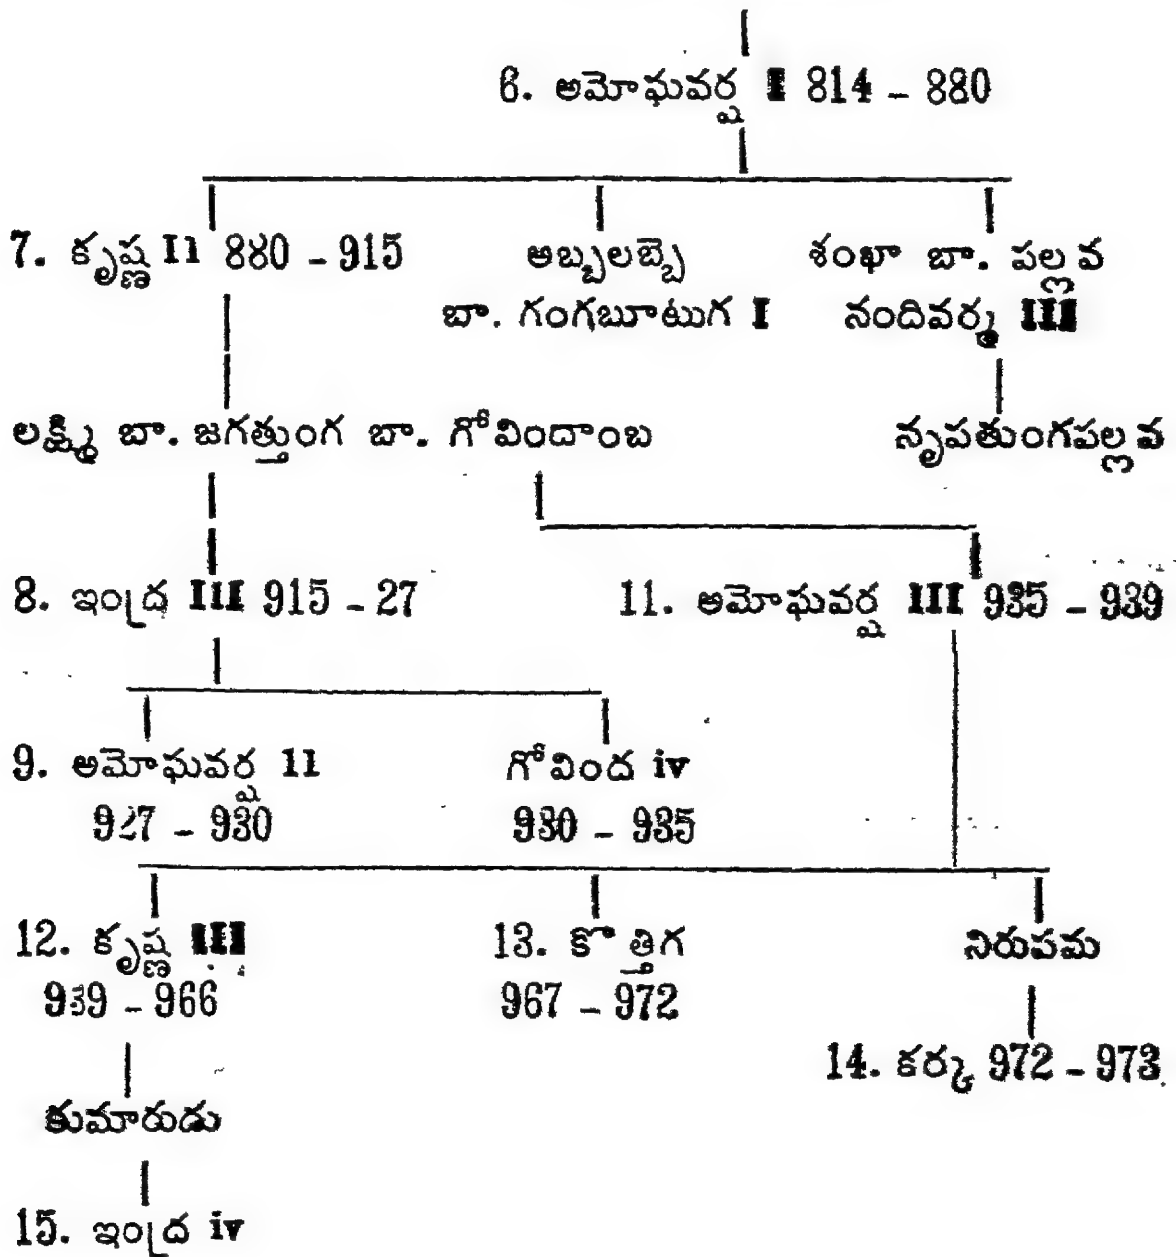 6. అమోఘవర్ష I 814 - 880
7. కృష్ణ II 880 - 915 అబ్బలబ్బె శంఖా బా. పల్లవ
బా. గంగబూటుగ I నందివర్మ III
లక్ష్మి బా. జగత్తుంగ బా. గోవిందాంబ నృపతుంగపల్లవ
8. ఇంద్ర III 915 - 27 11. అమోఘవర్ష III 935 - 939
9. అమోఘవర్ష 11 గోవింద iv
927 - 930 930 - 935
12. కృష్ణ III 13. కొత్తిగ నిరుపమ
939 - 966 967 - 972
14. కర్క 972 - 973
కుమారుడు
15. ఇంద్ర iv